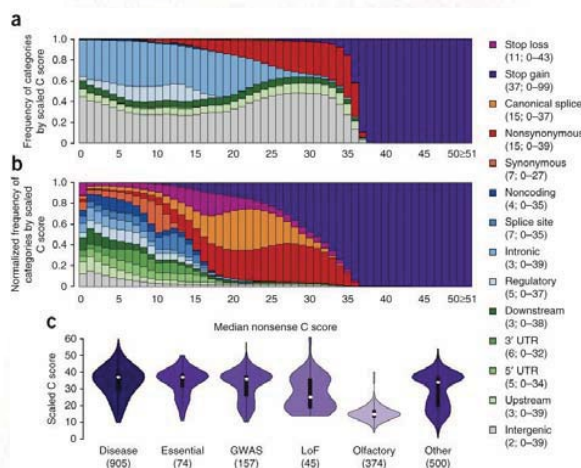 a
Frequency of categories
by scaled C score
1.0
0.8
0.6
0.4
0.2
0
0 5 10 15 20 25 30 35 40 45 50≥51
b
Normalized frequency of
categories by scaled
C score
1.0
0.8
0.6
0.4
0.2
0
0 5 10 15 20 25 30 35 40 45 50≥51
c
Median nonsense C score
Scaled C score
60
50
40
30
20
10
0
Disease
(905)
Essential
(74)
GWAS
(157)
LoF
(45)
Olfactory
(374)
Other
(500)
Stop loss
(11; 0–43)
Stop gain
(37; 0–99)
Canonical splice
(15; 0–37)
Nonsynonymous
(15; 0–39)
Synonymous
(7; 0–27)
Noncoding
(4; 0–35)
Splice site
(7; 0–35)
Intronic
(3; 0–39)
Regulatory
(5; 0–37)
Downstream
(3; 0–38)
3' UTR
(6; 0–32)
5' UTR
(5; 0–34)
Upstream
(3; 0–39)
Intergenic
(2; 0–39)